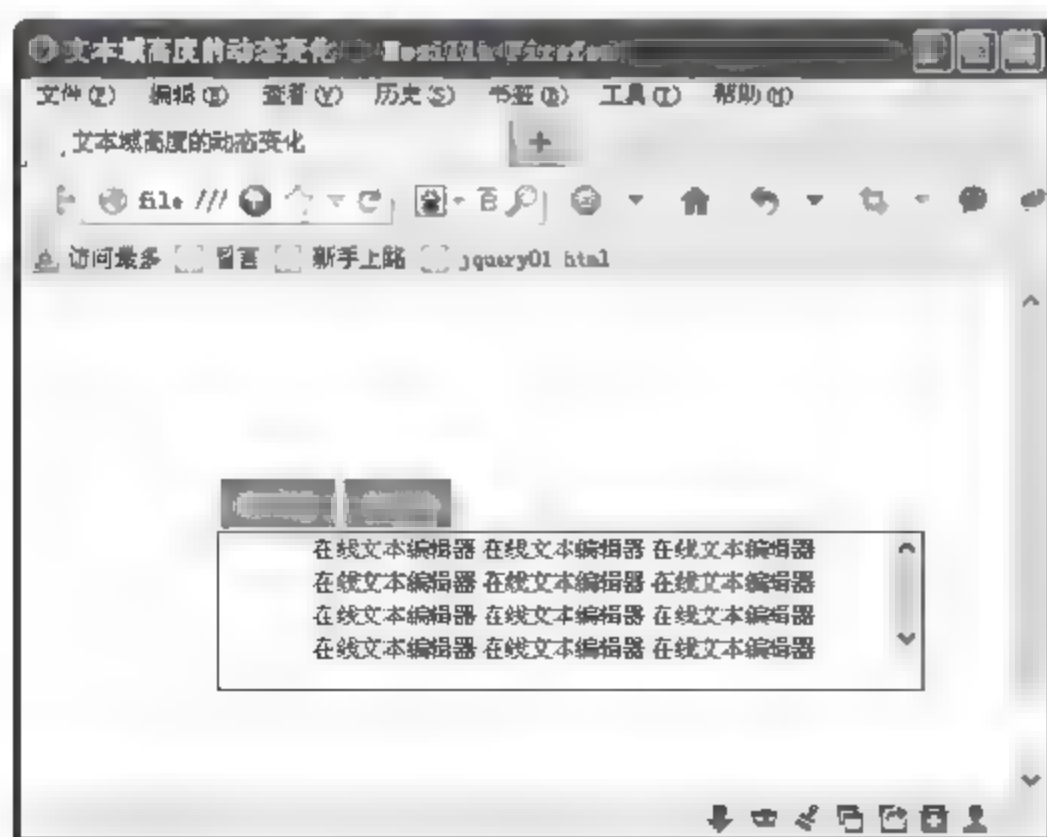 文本域高度的动态变化 - Mozilla Firefox
文件(F) 编辑(E) 查看(V) 历史(S) 书签(B) 工具(T) 帮助(H)
文本域高度的动态变化 +
file ///
访问最多 留言 新手上路 jquery01 html
在线文本编辑器 在线文本编辑器 在线文本编辑器
在线文本编辑器 在线文本编辑器 在线文本编辑器
在线文本编辑器 在线文本编辑器 在线文本编辑器
在线文本编辑器 在线文本编辑器 在线文本编辑器